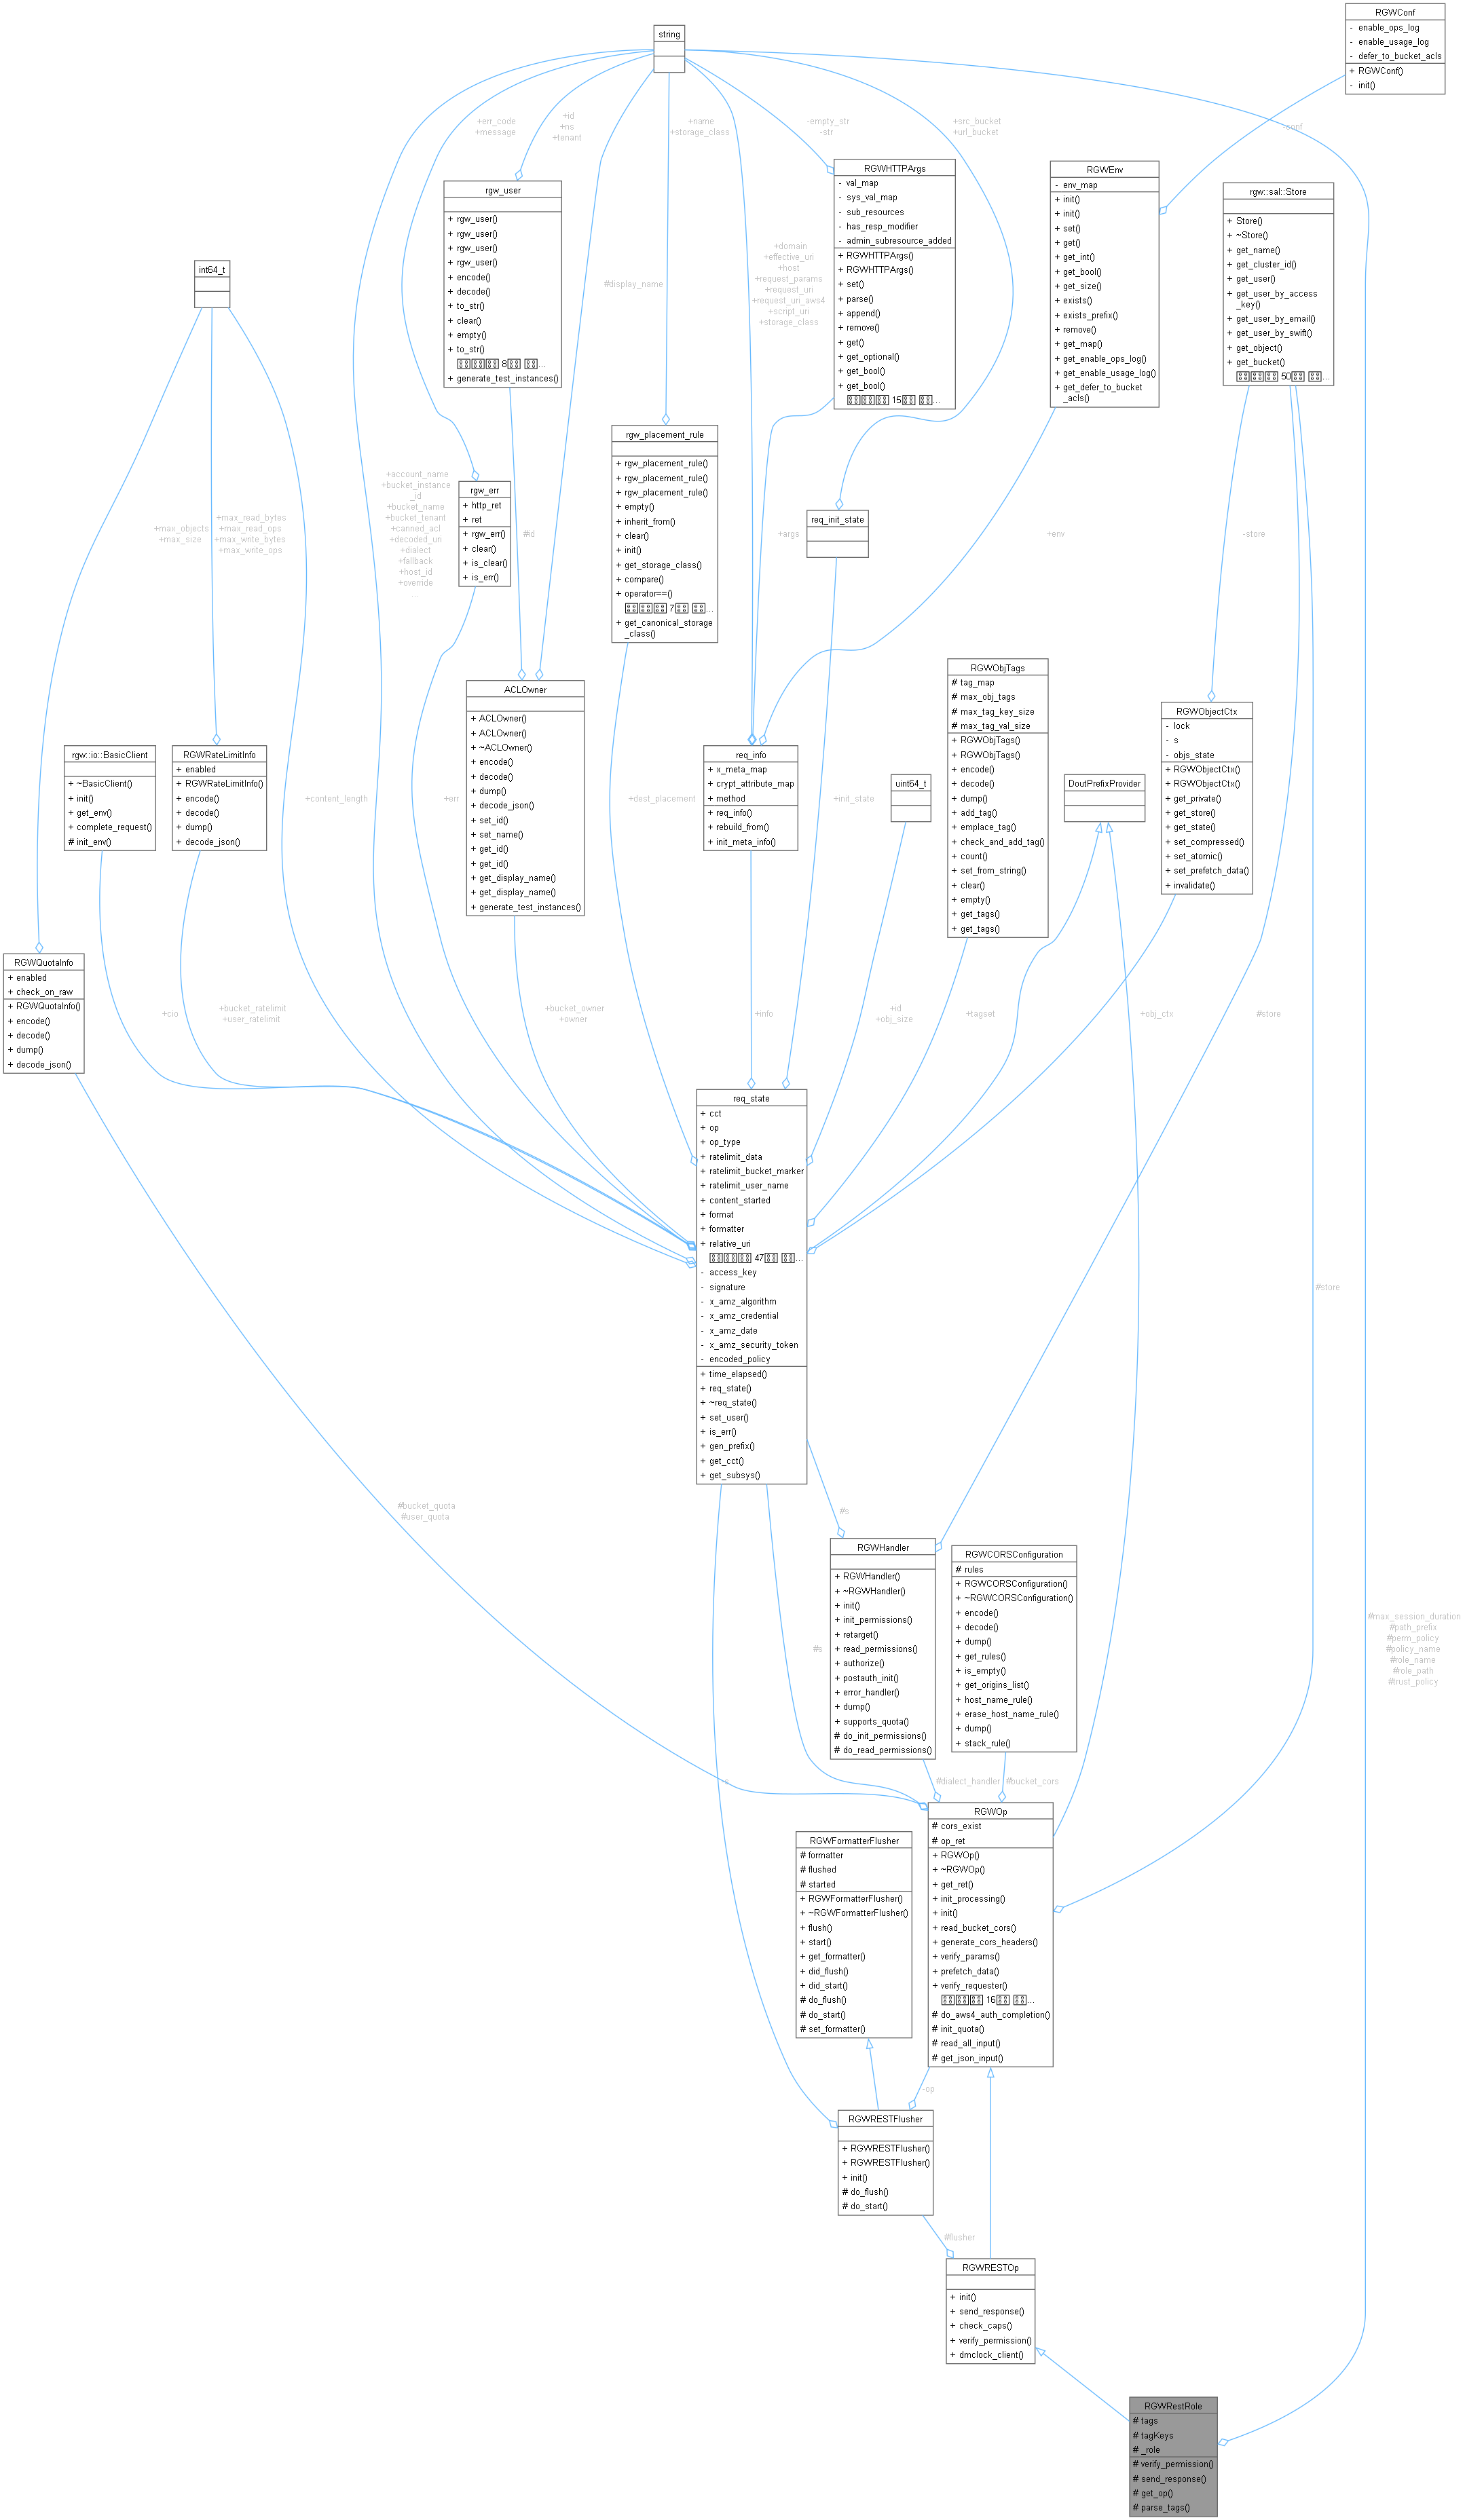 RGWConf
- enable_ops_log
- enable_usage_log
- defer_to_bucket_acls
+ RGWConf()
- init()
string
+err_code
+message
+id
+ns
+tenant
+name
+storage_class
-empty_str
-str
+src_bucket
+url_bucket
-conf
rgw_user
+ rgw_user()
+ rgw_user()
+ rgw_user()
+ rgw_user()
+ encode()
+ decode()
+ to_str()
+ clear()
+ empty()
+ to_str()
8
...
+ generate_test_instances()
RGWHTTPArgs
- val_map
- sys_val_map
- sub_resources
- has_resp_modifier
- admin_subresource_added
+ RGWHTTPArgs()
+ RGWHTTPArgs()
+ set()
+ parse()
+ append()
+ remove()
+ get()
+ get_optional()
+ get_bool()
+ get_bool()
15
...
RGWEnv
- env_map
+ init()
+ init()
+ set()
+ get()
+ get_int()
+ get_bool()
+ get_size()
+ exists()
+ exists_prefix()
+ remove()
+ get_map()
+ get_enable_ops_log()
+ get_enable_usage_log()
+ get_defer_to_bucket
_acls()
rgw::sal::Store
+ Store()
+ ~Store()
+ get_name()
+ get_cluster_id()
+ get_user()
+ get_user_by_access
_key()
+ get_user_by_email()
+ get_user_by_swift()
+ get_object()
+ get_bucket()
50
...
int64_t
#display_name
+domain
+effective_uri
+host
+request_params
+request_uri
+request_uri_aws4
+script_uri
+storage_class
rgw_placement_rule
+ rgw_placement_rule()
+ rgw_placement_rule()
+ rgw_placement_rule()
+ empty()
+ inherit_from()
+ clear()
+ init()
+ get_storage_class()
+ compare()
+ operator==()
7
...
+ get_canonical_storage
_class()
rgw_err
+ http_ret
+ ret
+ rgw_err()
+ clear()
+ is_clear()
+ is_err()
req_init_state
+max_objects
+max_size
+max_read_bytes
+max_read_ops
+max_write_bytes
+max_write_ops
+account_name
+bucket_instance
_id
+bucket_name
+bucket_tenant
+canned_acl
+decoded_uri
+dialect
+fallback
+host_id
+override
...
#id
+args
+env
-store
ACLOwner
+ ACLOwner()
+ ACLOwner()
+ ~ACLOwner()
+ encode()
+ decode()
+ dump()
+ decode_json()
+ set_id()
+ set_name()
+ get_id()
+ get_id()
+ get_display_name()
+ get_display_name()
+ generate_test_instances()
RGWObjTags
# tag_map
# max_obj_tags
# max_tag_key_size
# max_tag_val_size
+ RGWObjTags()
+ RGWObjTags()
+ encode()
+ decode()
+ dump()
+ add_tag()
+ emplace_tag()
+ check_and_add_tag()
+ count()
+ set_from_string()
+ clear()
+ empty()
+ get_tags()
+ get_tags()
RGWObjectCtx
- lock
- s
- objs_state
+ RGWObjectCtx()
+ RGWObjectCtx()
+ get_private()
+ get_store()
+ get_state()
+ set_compressed()
+ set_atomic()
+ set_prefetch_data()
+ invalidate()
rgw::io::BasicClient
+ ~BasicClient()
+ init()
+ get_env()
+ complete_request()
# init_env()
RGWRateLimitInfo
+ enabled
+ RGWRateLimitInfo()
+ encode()
+ decode()
+ dump()
+ decode_json()
req_info
+ x_meta_map
+ crypt_attribute_map
+ method
+ req_info()
+ rebuild_from()
+ init_meta_info()
uint64_t
DoutPrefixProvider
+content_length
+err
+dest_placement
+init_state
RGWQuotaInfo
+ enabled
+ check_on_raw
+ RGWQuotaInfo()
+ encode()
+ decode()
+ dump()
+ decode_json()
+cio
+bucket_ratelimit
+user_ratelimit
+bucket_owner
+owner
+info
+id
+obj_size
+tagset
+obj_ctx
#store
req_state
+ cct
+ op
+ op_type
+ ratelimit_data
+ ratelimit_bucket_marker
+ ratelimit_user_name
+ content_started
+ format
+ formatter
+ relative_uri
47
...
- access_key
- signature
- x_amz_algorithm
- x_amz_credential
- x_amz_date
- x_amz_security_token
- encoded_policy
+ time_elapsed()
+ req_state()
+ ~req_state()
+ set_user()
+ is_err()
+ gen_prefix()
+ get_cct()
+ get_subsys()
#store
#bucket_quota
#user_quota
#s
RGWHandler
+ RGWHandler()
+ ~RGWHandler()
+ init()
+ init_permissions()
+ retarget()
+ read_permissions()
+ authorize()
+ postauth_init()
+ error_handler()
+ dump()
+ supports_quota()
# do_init_permissions()
# do_read_permissions()
RGWCORSConfiguration
# rules
+ RGWCORSConfiguration()
+ ~RGWCORSConfiguration()
+ encode()
+ decode()
+ dump()
+ get_rules()
+ is_empty()
+ get_origins_list()
+ host_name_rule()
+ erase_host_name_rule()
+ dump()
+ stack_rule()
#s
#max_session_duration
#path_prefix
#perm_policy
#policy_name
#role_name
#role_path
#trust_policy
#dialect_handler
#bucket_cors
RGWOp
# cors_exist
# op_ret
+ RGWOp()
+ ~RGWOp()
+ get_ret()
+ init_processing()
+ init()
+ read_bucket_cors()
+ generate_cors_headers()
+ verify_params()
+ prefetch_data()
+ verify_requester()
16
...
# do_aws4_auth_completion()
# init_quota()
# read_all_input()
# get_json_input()
RGWFormatterFlusher
# formatter
# flushed
# started
+ RGWFormatterFlusher()
+ ~RGWFormatterFlusher()
+ flush()
+ start()
+ get_formatter()
+ did_flush()
+ did_start()
# do_flush()
# do_start()
# set_formatter()
-op
RGWRESTFlusher
+ RGWRESTFlusher()
+ RGWRESTFlusher()
+ init()
# do_flush()
# do_start()
#flusher
RGWRESTOp
+ init()
+ send_response()
+ check_caps()
+ verify_permission()
+ dmclock_client()
RGWRestRole
# tags
# tagKeys
# _role
# verify_permission()
# send_response()
# get_op()
# parse_tags()